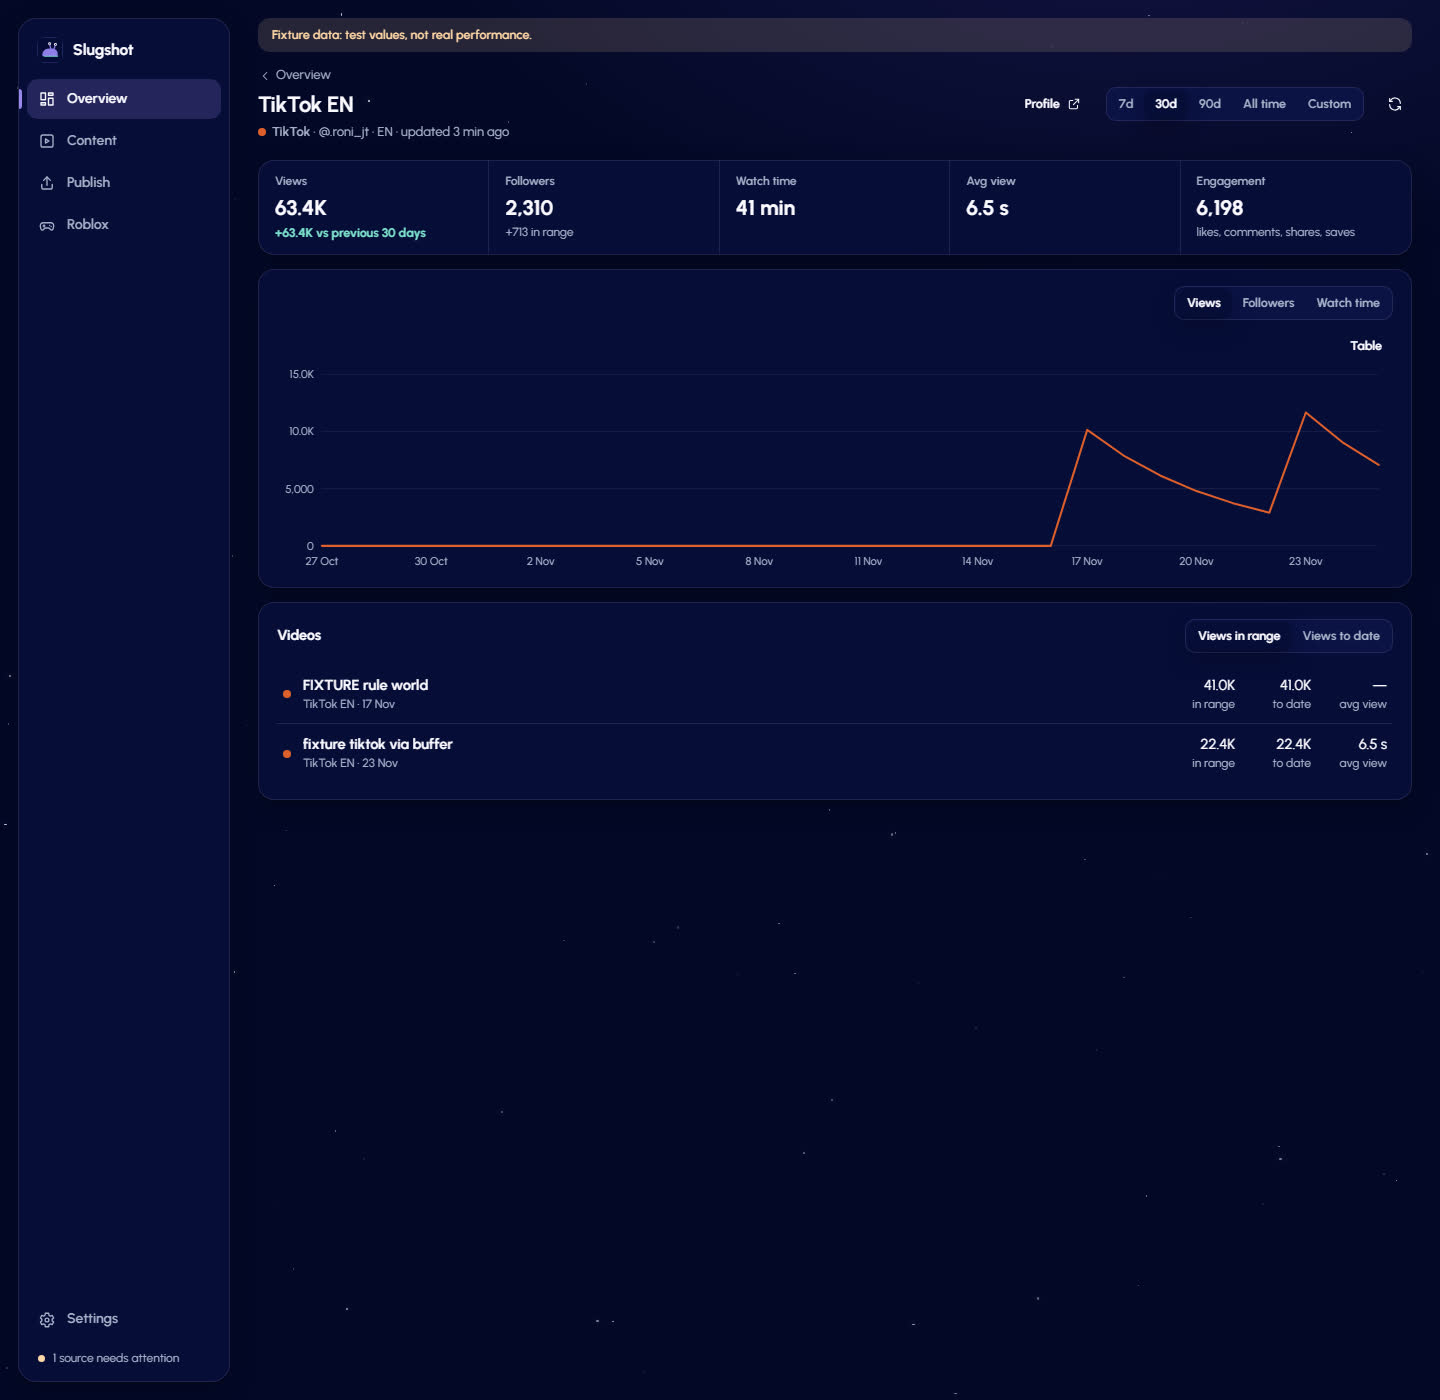 Slugshot
Overview
Content
Publish
Roblox
Settings
1 source needs attention
Fixture data: test values, not real performance.
Overview
TikTok EN
TikTok · @roni_jt · EN · updated 3 min ago
Profile
7d 30d 90d All time Custom
Views
63.4K
+63.4K vs previous 30 days
Followers
2,310
+713 in range
Watch time
41 min
Avg view
6.5 s
Engagement
6,198
likes, comments, shares, saves
Views Followers Watch time
Table
15.0K
10.0K
5,000
0
27 Oct 30 Oct 2 Nov 5 Nov 8 Nov 11 Nov 14 Nov 17 Nov 20 Nov 23 Nov
Videos
Views in range Views to date
FIXTURE rule world
TikTok EN · 17 Nov
41.0K 41.0K —
in range to date avg view
fixture tiktok via buffer
TikTok EN · 23 Nov
22.4K 22.4K 6.5 s
in range to date avg view